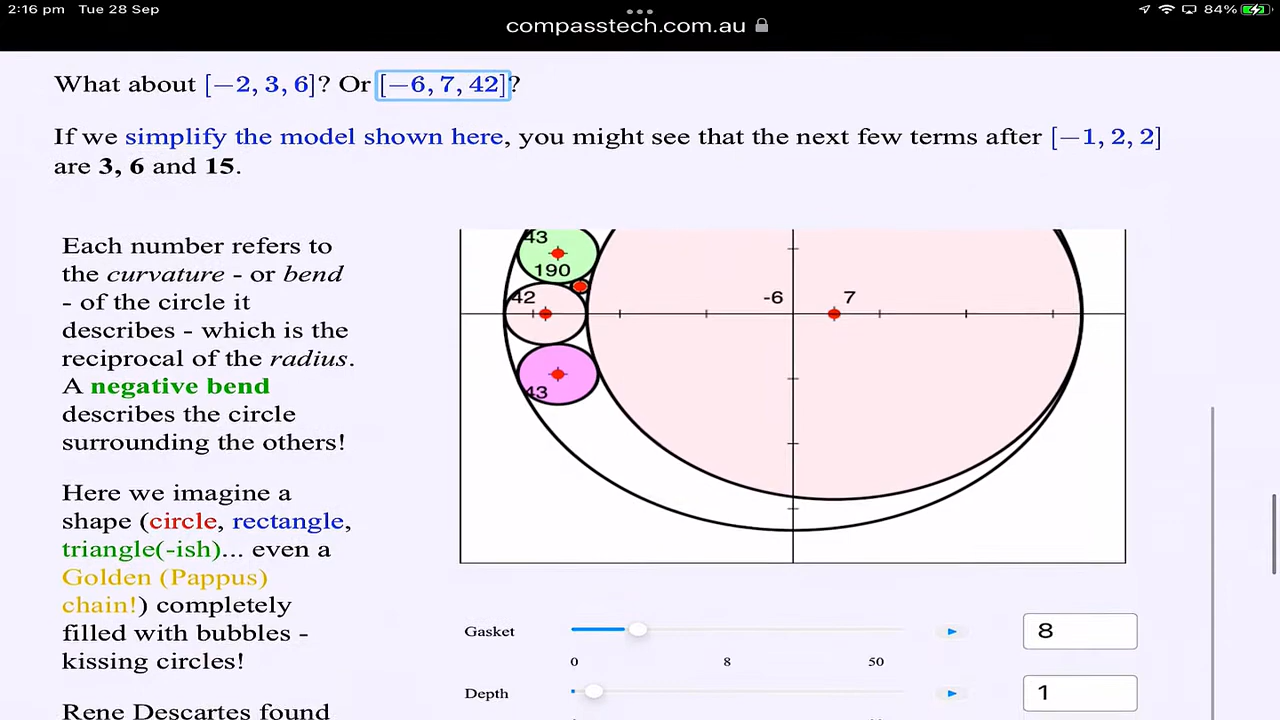 2:16 pm Tue 28 Sep
84%
compasstech.com.au
What about [−2, 3, 6]? Or [−6, 7, 42]?
If we simplify the model shown here, you might see that the next few terms after [−1, 2, 2]
are 3, 6 and 15.
Each number refers to
the curvature - or bend
- of the circle it
describes - which is the
reciprocal of the radius.
A negative bend
describes the circle
surrounding the others!
Here we imagine a
shape (circle, rectangle,
triangle(-ish)... even a
Golden (Pappus)
chain!) completely
filled with bubbles -
kissing circles!
Rene Descartes found
43
190
42
-6 7
43
Gasket
8
0 8 50
Depth
1